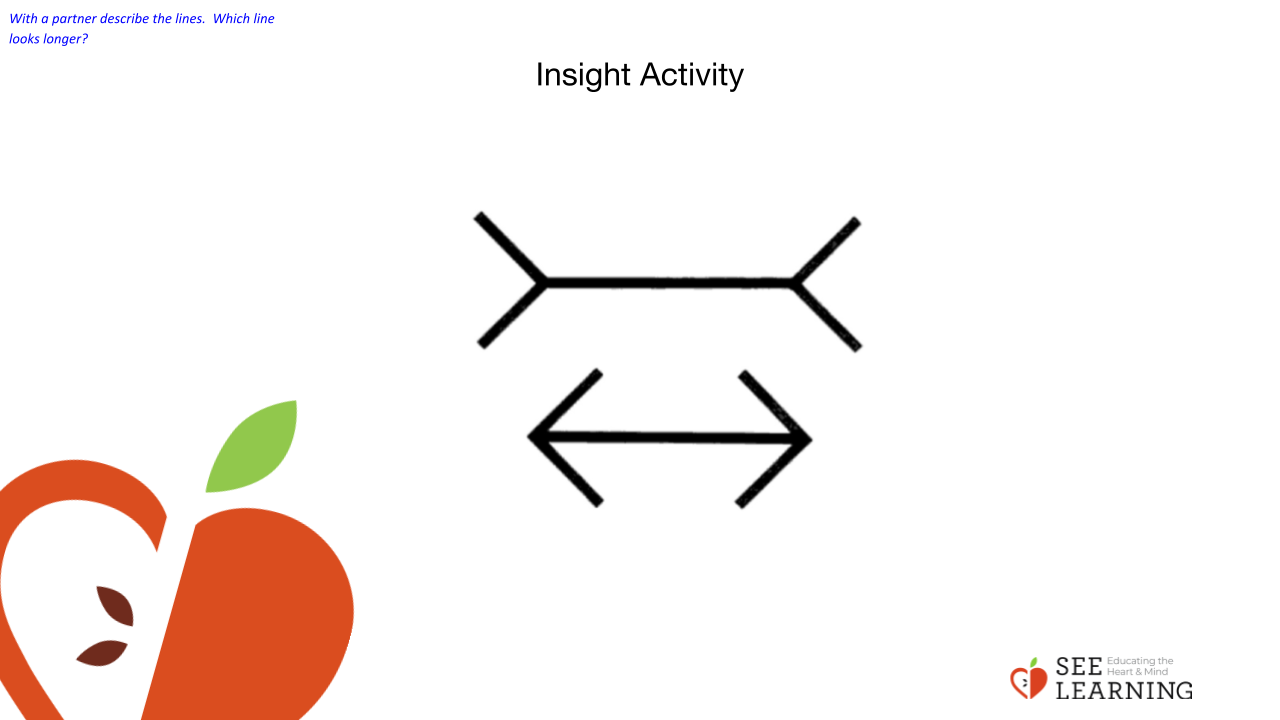 With a partner describe the lines.  Which line
looks longer?
Insight Activity
SEE Educating the
Heart & Mind
LEARNING